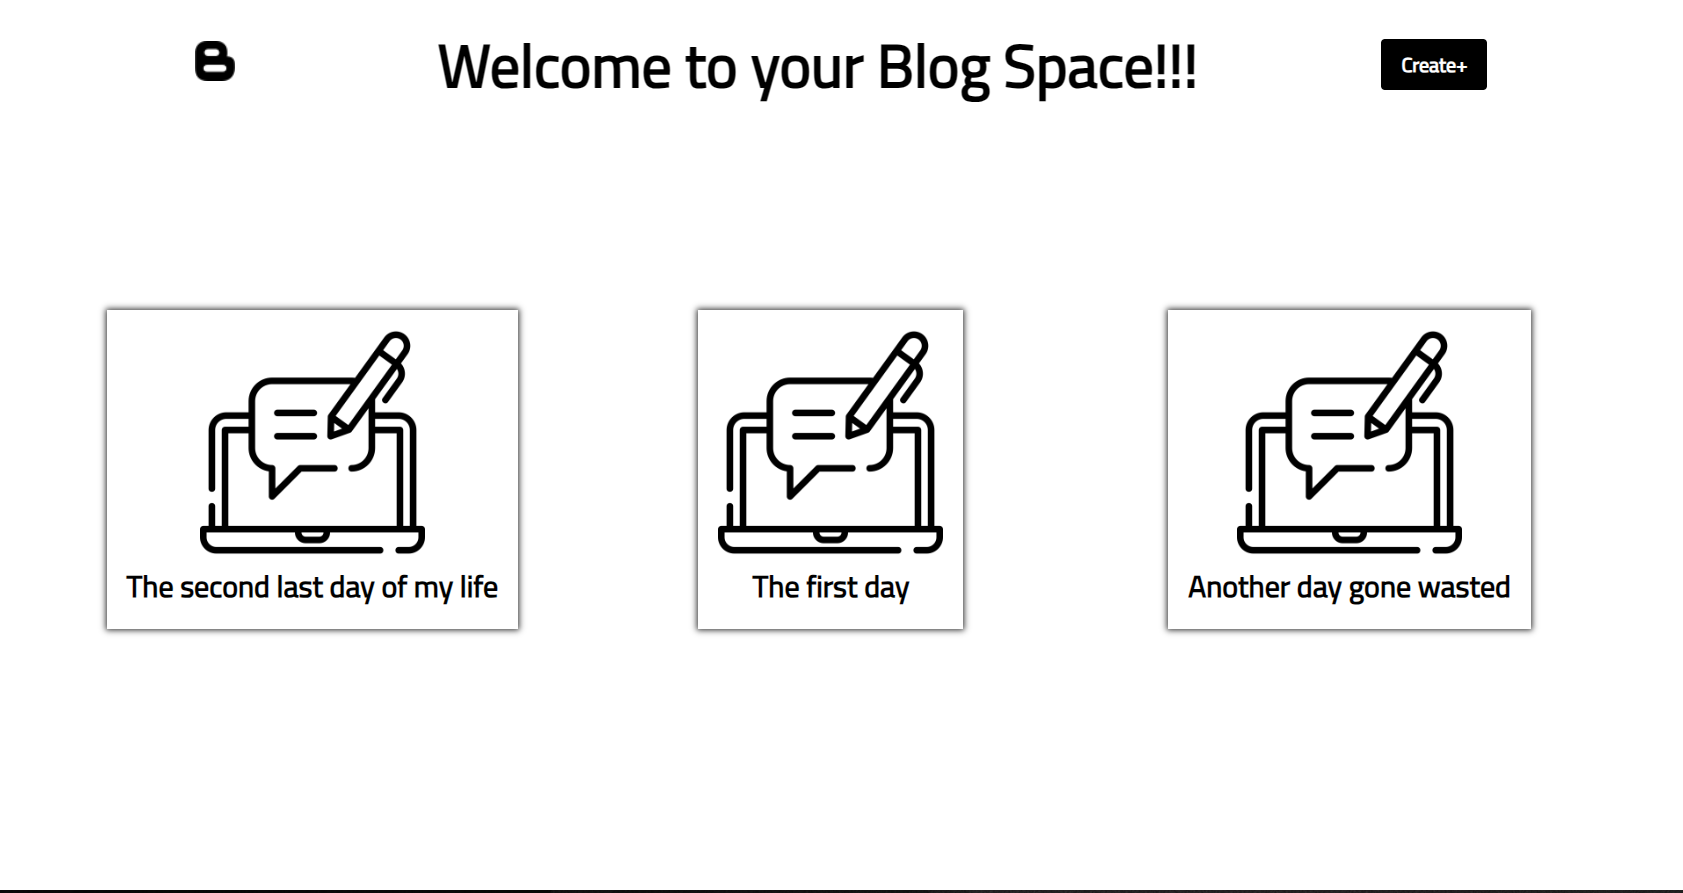 B
Welcome to your Blog Space!!!
Create+
The second last day of my life
The first day
Another day gone wasted